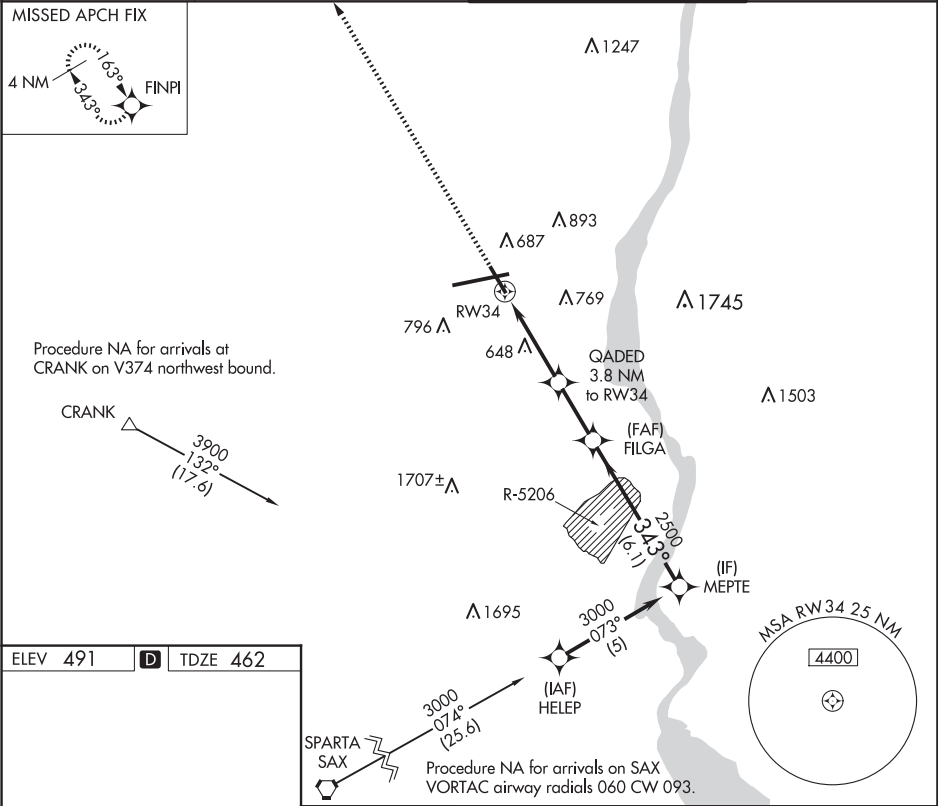 MISSED APCH FIX
4 NM
163°
343°
FINPI
1247
893
687
RW34
769
1745
796
648
QADED
3.8 NM
to RW34
1503
Procedure NA for arrivals at
CRANK on V374 northwest bound.
CRANK
3900
132°
(17.6)
(FAF)
FILGA
1707±
R-5206
2500
343°
(6.1)
(IF)
MEPTE
1695
3000
073°
(5)
(IAF)
HELEP
MSA RW34 25 NM
4400
ELEV 491 D TDZE 462
3000
074°
(25.6)
SPARTA
SAX
Procedure NA for arrivals on SAX
VORTAC airway radials 060 CW 093.